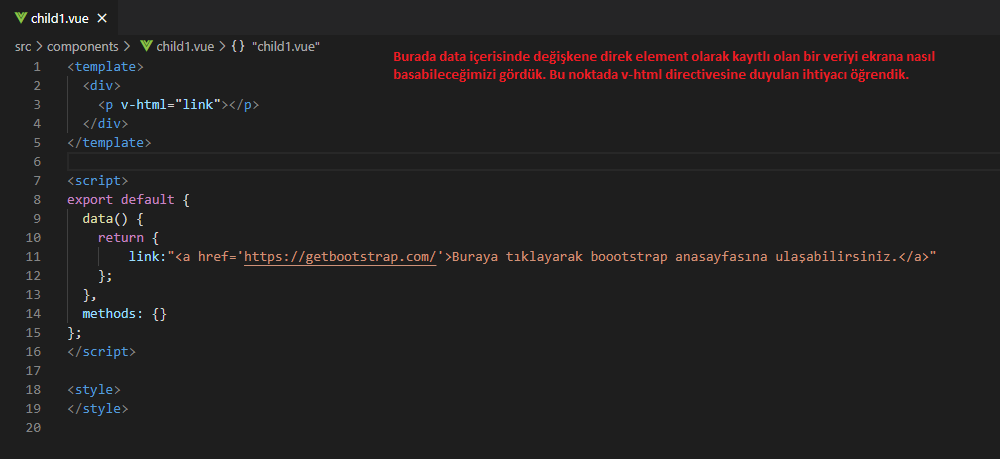 child1.vue ×
src > components > child1.vue > {} "child1.vue"
Burada data içerisinde değişkene direk element olarak kayıtlı olan bir veriyi ekrana nasıl
basabileceğimizi gördük. Bu noktada v-html directivesine duyulan ihtiyacı öğrendik.
1 <template>
2   <div>
3     <p v-html="link"></p>
4   </div>
5 </template>
6
7 <script>
8 export default {
9   data() {
10     return {
11         link:"<a href='https://getbootstrap.com/'>Buraya tıklayarak boootstrap anasayfasına ulaşabilirsiniz.</a>"
12     };
13   },
14   methods: {}
15 };
16 </script>
17
18 <style>
19 </style>
20